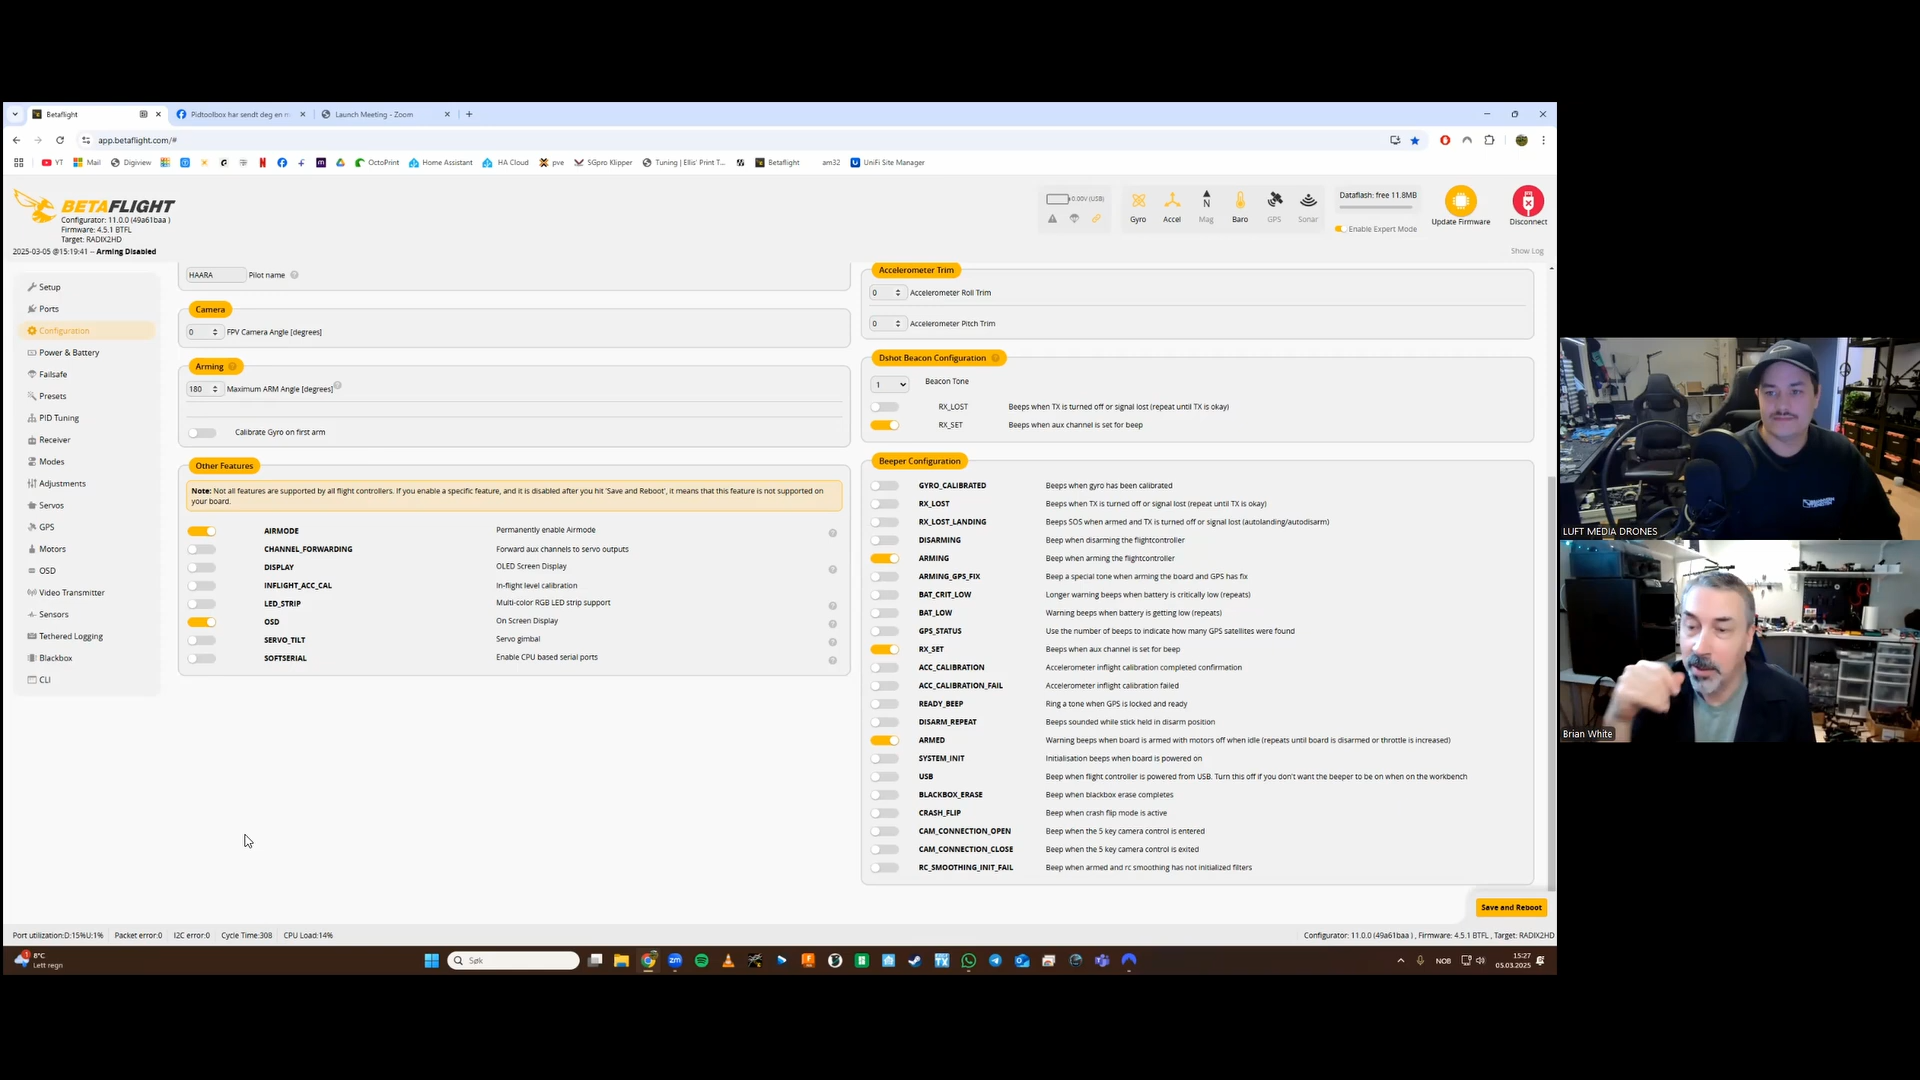 Betaflight
Pidtoolbox har sendt deg en
Launch Meeting - Zoom
app.betaflight.com/#
YT
Mail
Digiview
OctoPrint
Home Assistant
HA Cloud
pve
SGpro Klipper
Tuning | Ellis' Print T...
Betaflight
am32
UniFi Site Manager
BETAFLIGHT
Configurator: 11.0.0 (49a61baa )
Firmware: 4.5.1 BTFL
Target: RADIX2HD
2025-03-05 @15:19:41 -- Arming Disabled
0.00V (USB)
Gyro
Accel
Mag
Baro
GPS
Sonar
Dataflash: free 11.8MB
Enable Expert Mode
Update Firmware
Disconnect
Show Log
Setup
Ports
Configuration
Power & Battery
Failsafe
Presets
PID Tuning
Receiver
Modes
Adjustments
Servos
GPS
Motors
OSD
Video Transmitter
Sensors
Tethered Logging
Blackbox
CLI
HAARA Pilot name
Camera
0 FPV Camera Angle [degrees]
Arming
180 Maximum ARM Angle [degrees]
Calibrate Gyro on first arm
Other Features
Note: Not all features are supported by all flight controllers. If you enable a specific feature, and it is disabled after you hit 'Save and Reboot', it means that this feature is not supported on
your board.
AIRMODE Permanently enable Airmode
CHANNEL_FORWARDING Forward aux channels to servo outputs
DISPLAY OLED Screen Display
INFLIGHT_ACC_CAL In-flight level calibration
LED_STRIP Multi-color RGB LED strip support
OSD On Screen Display
SERVO_TILT Servo gimbal
SOFTSERIAL Enable CPU based serial ports
Accelerometer Trim
0 Accelerometer Roll Trim
0 Accelerometer Pitch Trim
Dshot Beacon Configuration
1 Beacon Tone
RX_LOST Beeps when TX is turned off or signal lost (repeat until TX is okay)
RX_SET Beeps when aux channel is set for beep
Beeper Configuration
GYRO_CALIBRATED Beeps when gyro has been calibrated
RX_LOST Beeps when TX is turned off or signal lost (repeat until TX is okay)
RX_LOST_LANDING Beeps SOS when armed and TX is turned off or signal lost (autolanding/autodisarm)
DISARMING Beep when disarming the flightcontroller
ARMING Beep when arming the flightcontroller
ARMING_GPS_FIX Beep a special tone when arming the board and GPS has fix
BAT_CRIT_LOW Longer warning beeps when battery is critically low (repeats)
BAT_LOW Warning beeps when battery is getting low (repeats)
GPS_STATUS Use the number of beeps to indicate how many GPS satellites were found
RX_SET Beeps when aux channel is set for beep
ACC_CALIBRATION Accelerometer inflight calibration completed confirmation
ACC_CALIBRATION_FAIL Accelerometer inflight calibration failed
READY_BEEP Ring a tone when GPS is locked and ready
DISARM_REPEAT Beeps sounded while stick held in disarm position
ARMED Warning beeps when board is armed with motors off when idle (repeats until board is disarmed or throttle is increased)
SYSTEM_INIT Initialisation beeps when board is powered on
USB Beep when flight controller is powered from USB. Turn this off if you don't want the beeper to be on when on the workbench
BLACKBOX_ERASE Beep when blackbox erase completes
CRASH_FLIP Beep when crash flip mode is active
CAM_CONNECTION_OPEN Beep when the 5 key camera control is entered
CAM_CONNECTION_CLOSE Beep when the 5 key camera control is exited
RC_SMOOTHING_INIT_FAIL Beep when armed and rc smoothing has not initialized filters
Save and Reboot
Port utilization:D:15%U:1% Packet error:0 I2C error:0 Cycle Time:308 CPU Load:14%
Configurator: 11.0.0 (49a61baa ) , Firmware: 4.5.1 BTFL , Target: RADIX2HD
8°C
Lett regn
Søk
NOB
15:27
05.03.2025
LUFT MEDIA DRONES
Brian White